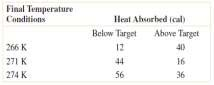 Final Temperature
Conditions Heat Absorbed (cal)
Below Target Above Target
266 K 12 40
271 K 44 16
274 K 56 36